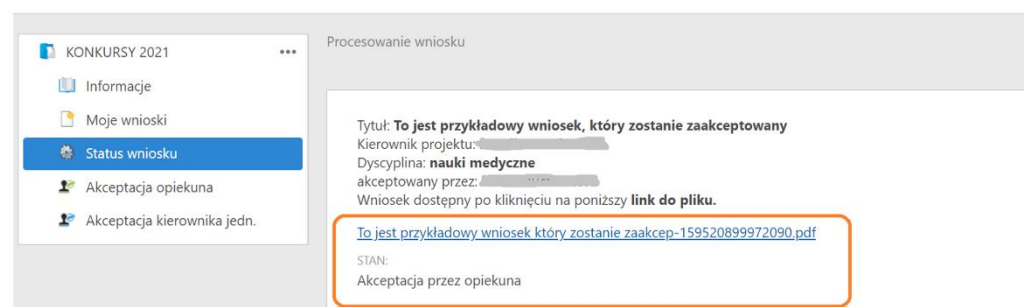 KONKURSY 2021
Informacje
Moje wnioski
Status wniosku
Akceptacja opiekuna
Akceptacja kierownika jedn.
Procesowanie wniosku
Tytuł: To jest przykładowy wniosek, który zostanie zaakceptowany
Kierownik projektu:
Dyscyplina: nauki medyczne
akceptowany przez:
Wniosek dostępny po kliknięciu na poniższy link do pliku.
To jest przykładowy wniosek który zostanie zaakcep-159520899972090.pdf
STAN:
Akceptacja przez opiekuna